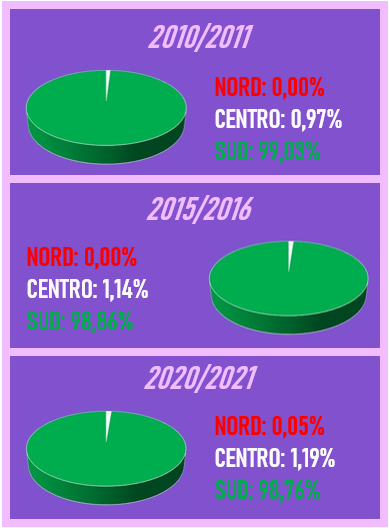 2010/2011
NORD: 0,00%
CENTRO: 0,97%
SUD: 99,03%
2015/2016
NORD: 0,00%
CENTRO: 1,14%
SUD: 98,86%
2020/2021
NORD: 0,05%
CENTRO: 1,19%
SUD: 98,76%